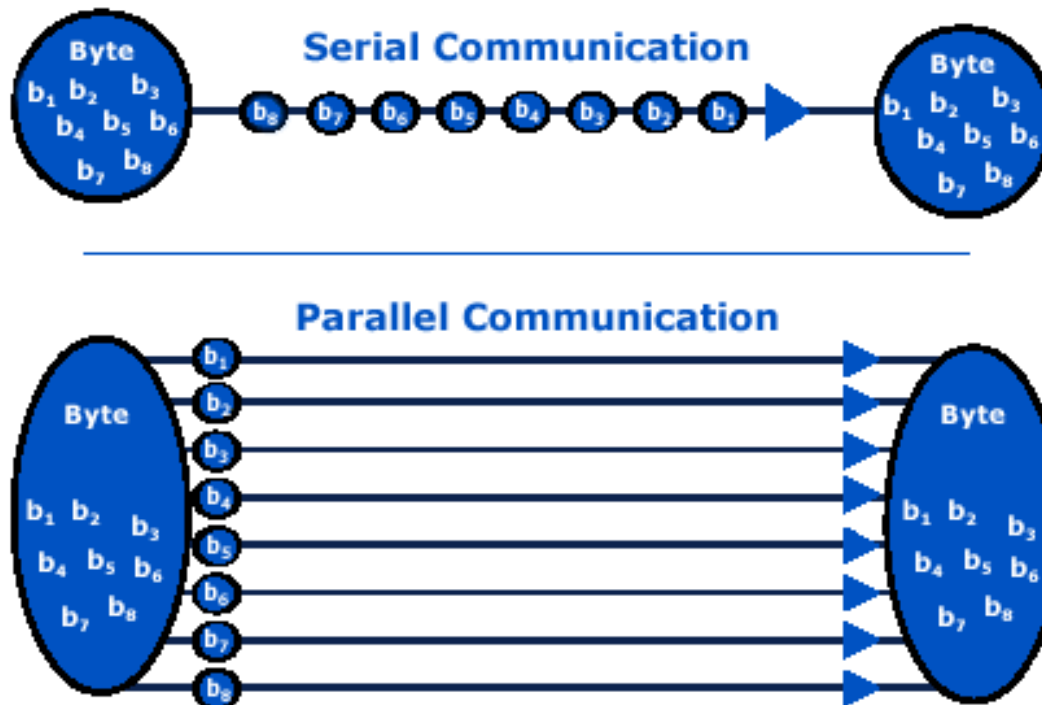 Serial Communication
Byte
b₁ b₂ b₃
b₄ b₅ b₆
b₇ b₈
b₈ b₇ b₆ b₅ b₄ b₃ b₂ b₁
Byte
b₁ b₂ b₃
b₄ b₅ b₆
b₇ b₈
Parallel Communication
Byte
b₁ b₂ b₃
b₄ b₅ b₆
b₇ b₈
b₁
b₂
b₃
b₄
b₅
b₆
b₇
b₈
Byte
b₁ b₂ b₃
b₄ b₅ b₆
b₇ b₈